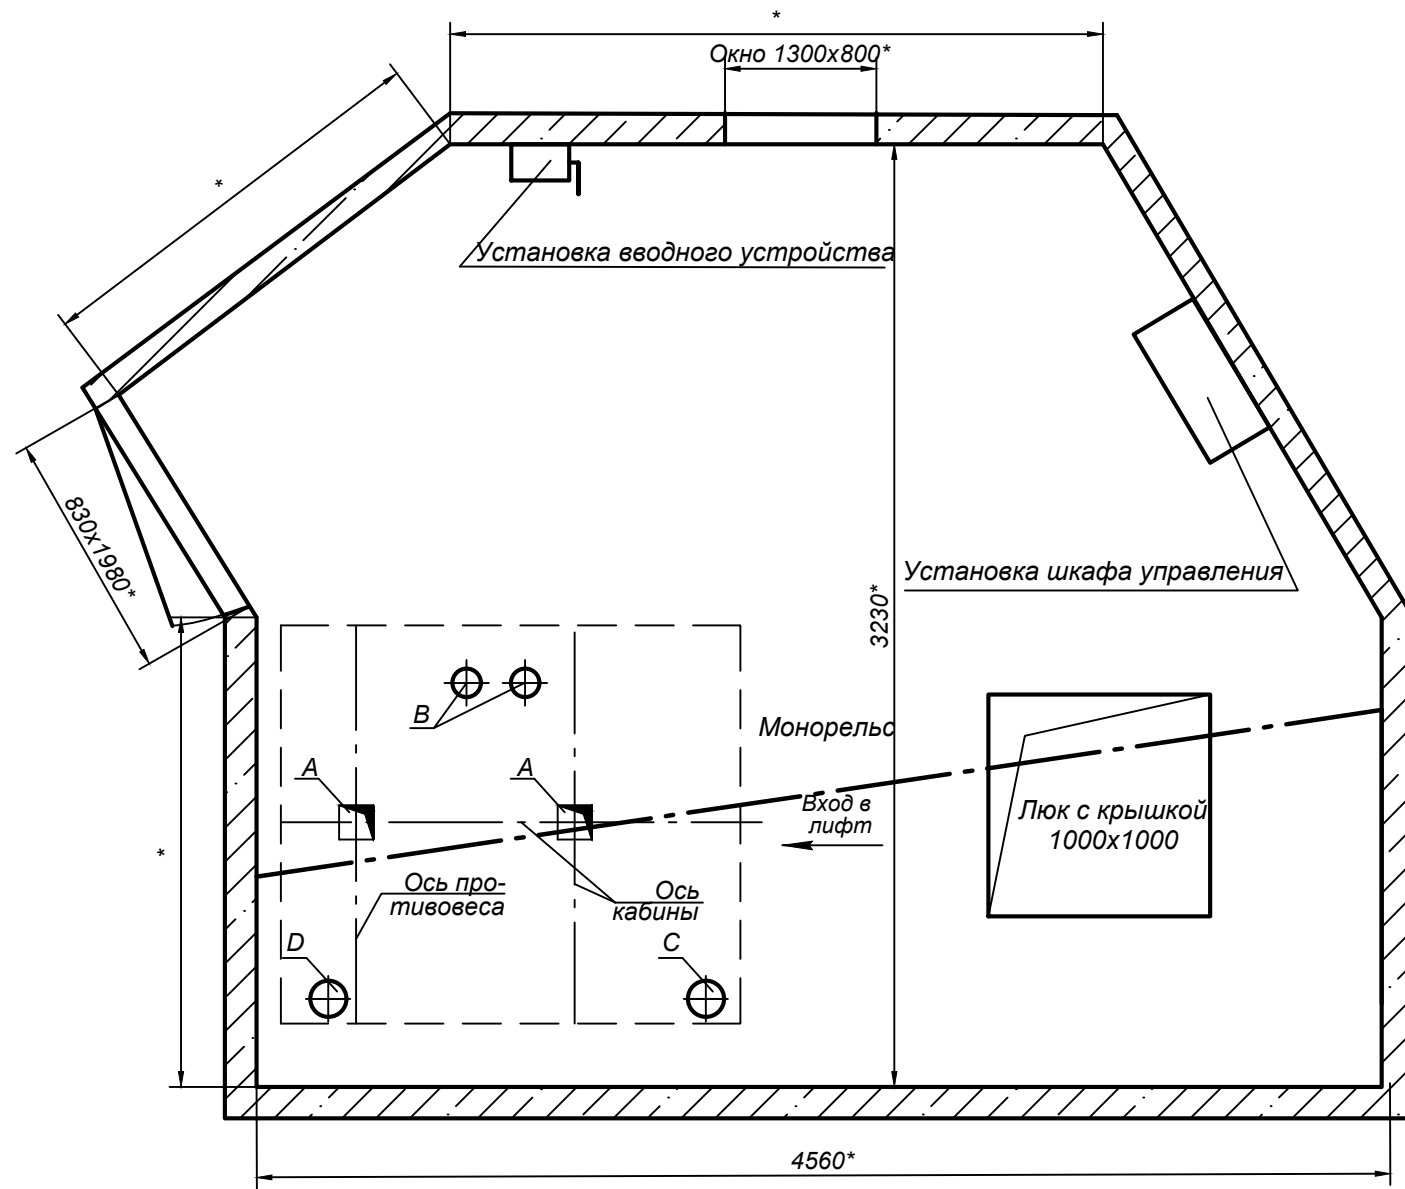 *
Окно 1300х800*
*
Установка вводного устройства
830х1980*
Установка шкафа управления
3230*
B
Монорельс
A
A
Вход в
лифт
Люк с крышкой
1000х1000
*
Ось про-
тивовеса
Ось
кабины
D
C
4560*